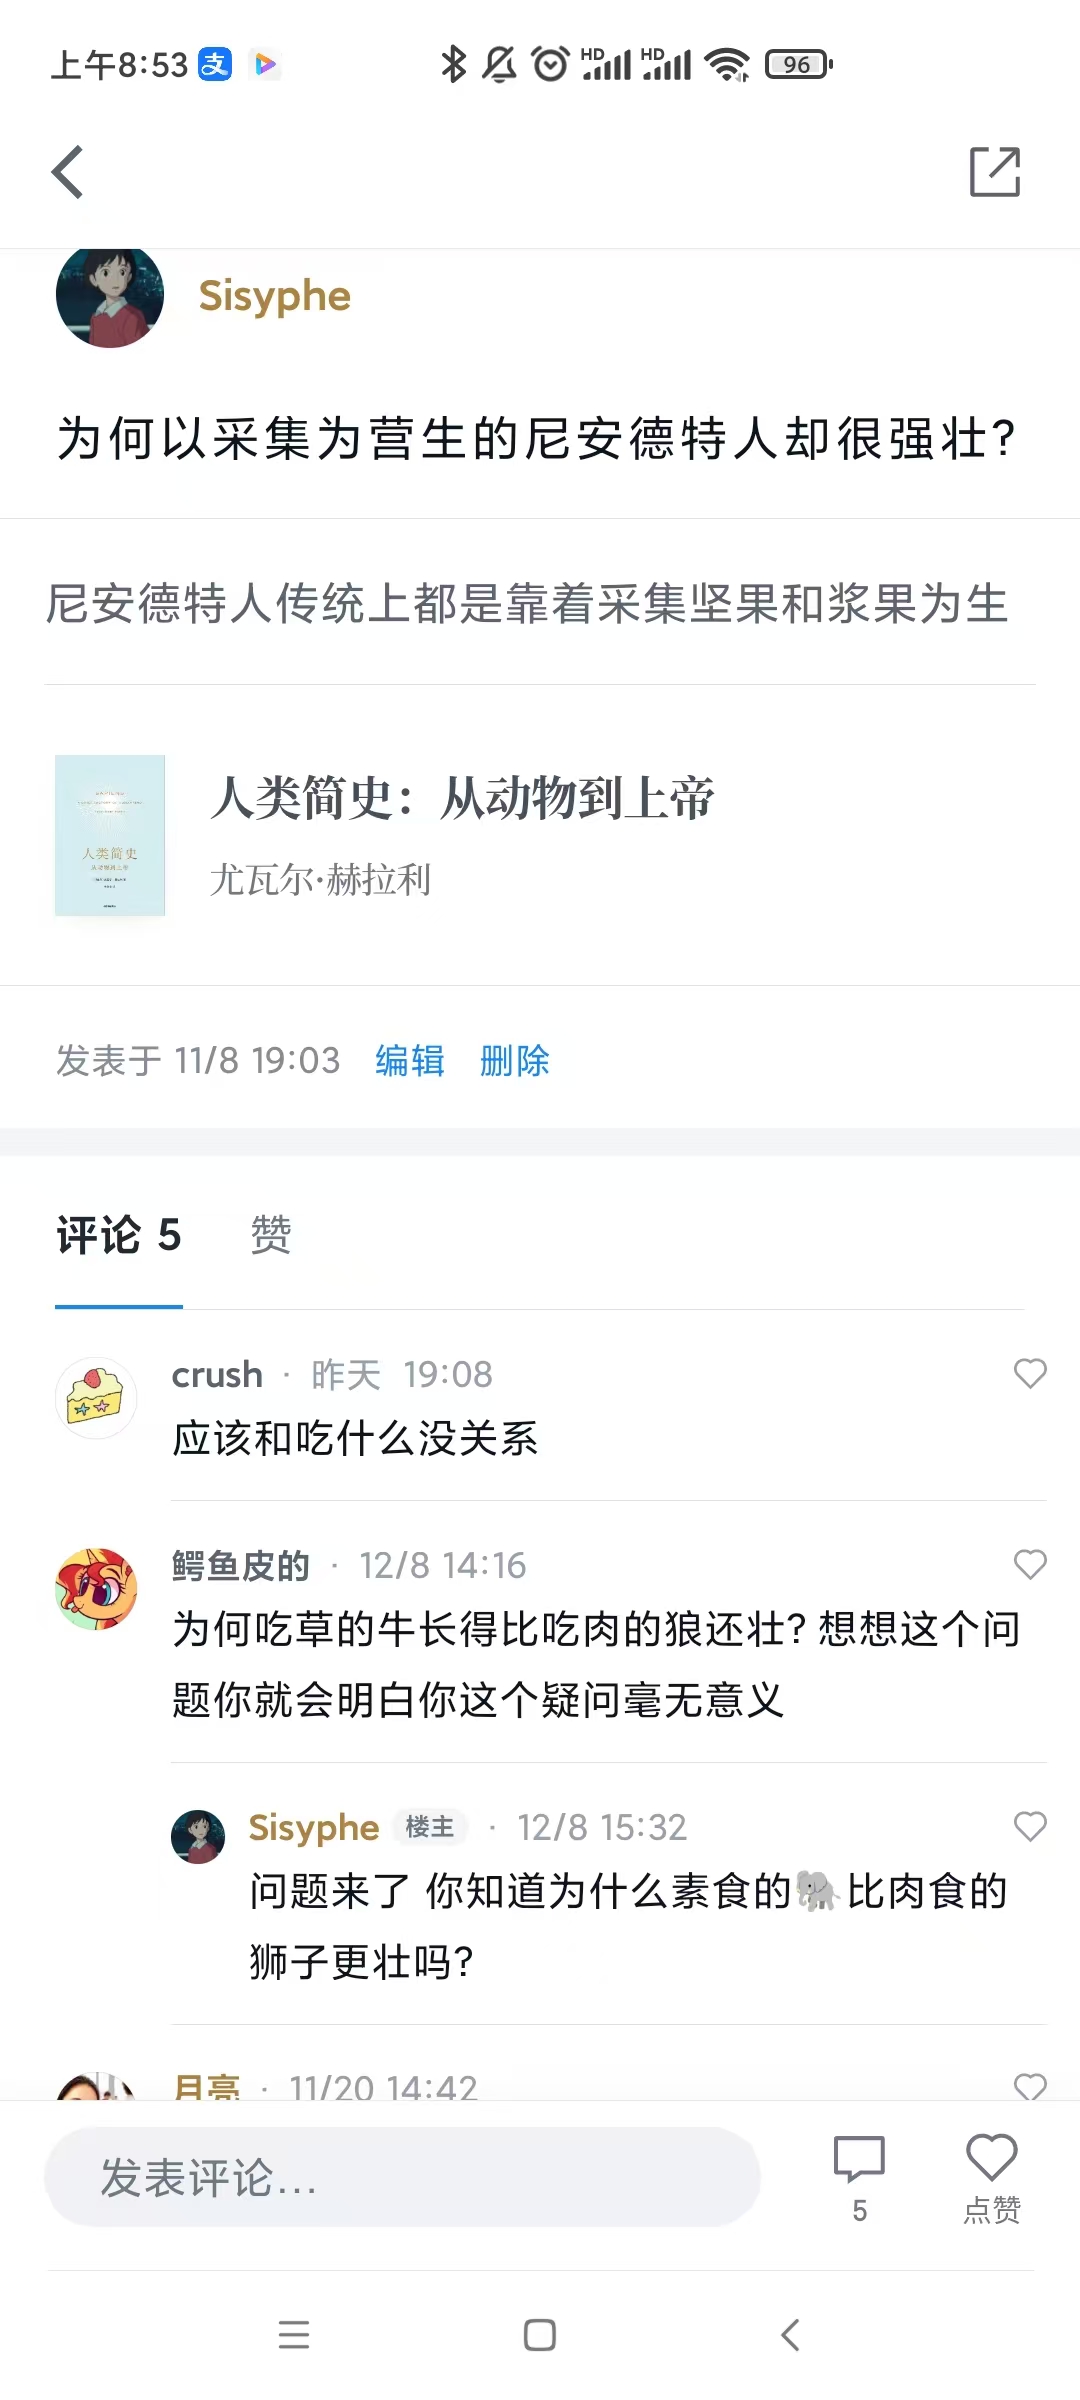 上午8:53 支 HD HD 96
Sisyphe
为何以采集为营生的尼安德特人却很强壮?
尼安德特人传统上都是靠着采集坚果和浆果为生
人类简史：从动物到上帝
尤瓦尔·赫拉利
人类简史
从动物到上帝
发表于 11/8 19:03 编辑 删除
评论 5 赞
crush · 昨天 19:08
应该和吃什么没关系
鳄鱼皮的 · 12/8 14:16
为何吃草的牛长得比吃肉的狼还壮? 想想这个问
题你就会明白你这个疑问毫无意义
Sisyphe 楼主 · 12/8 15:32
问题来了 你知道为什么素食的🐘比肉食的
狮子更壮吗?
月亮 · 11/20 14:42
发表评论...
5
点赞